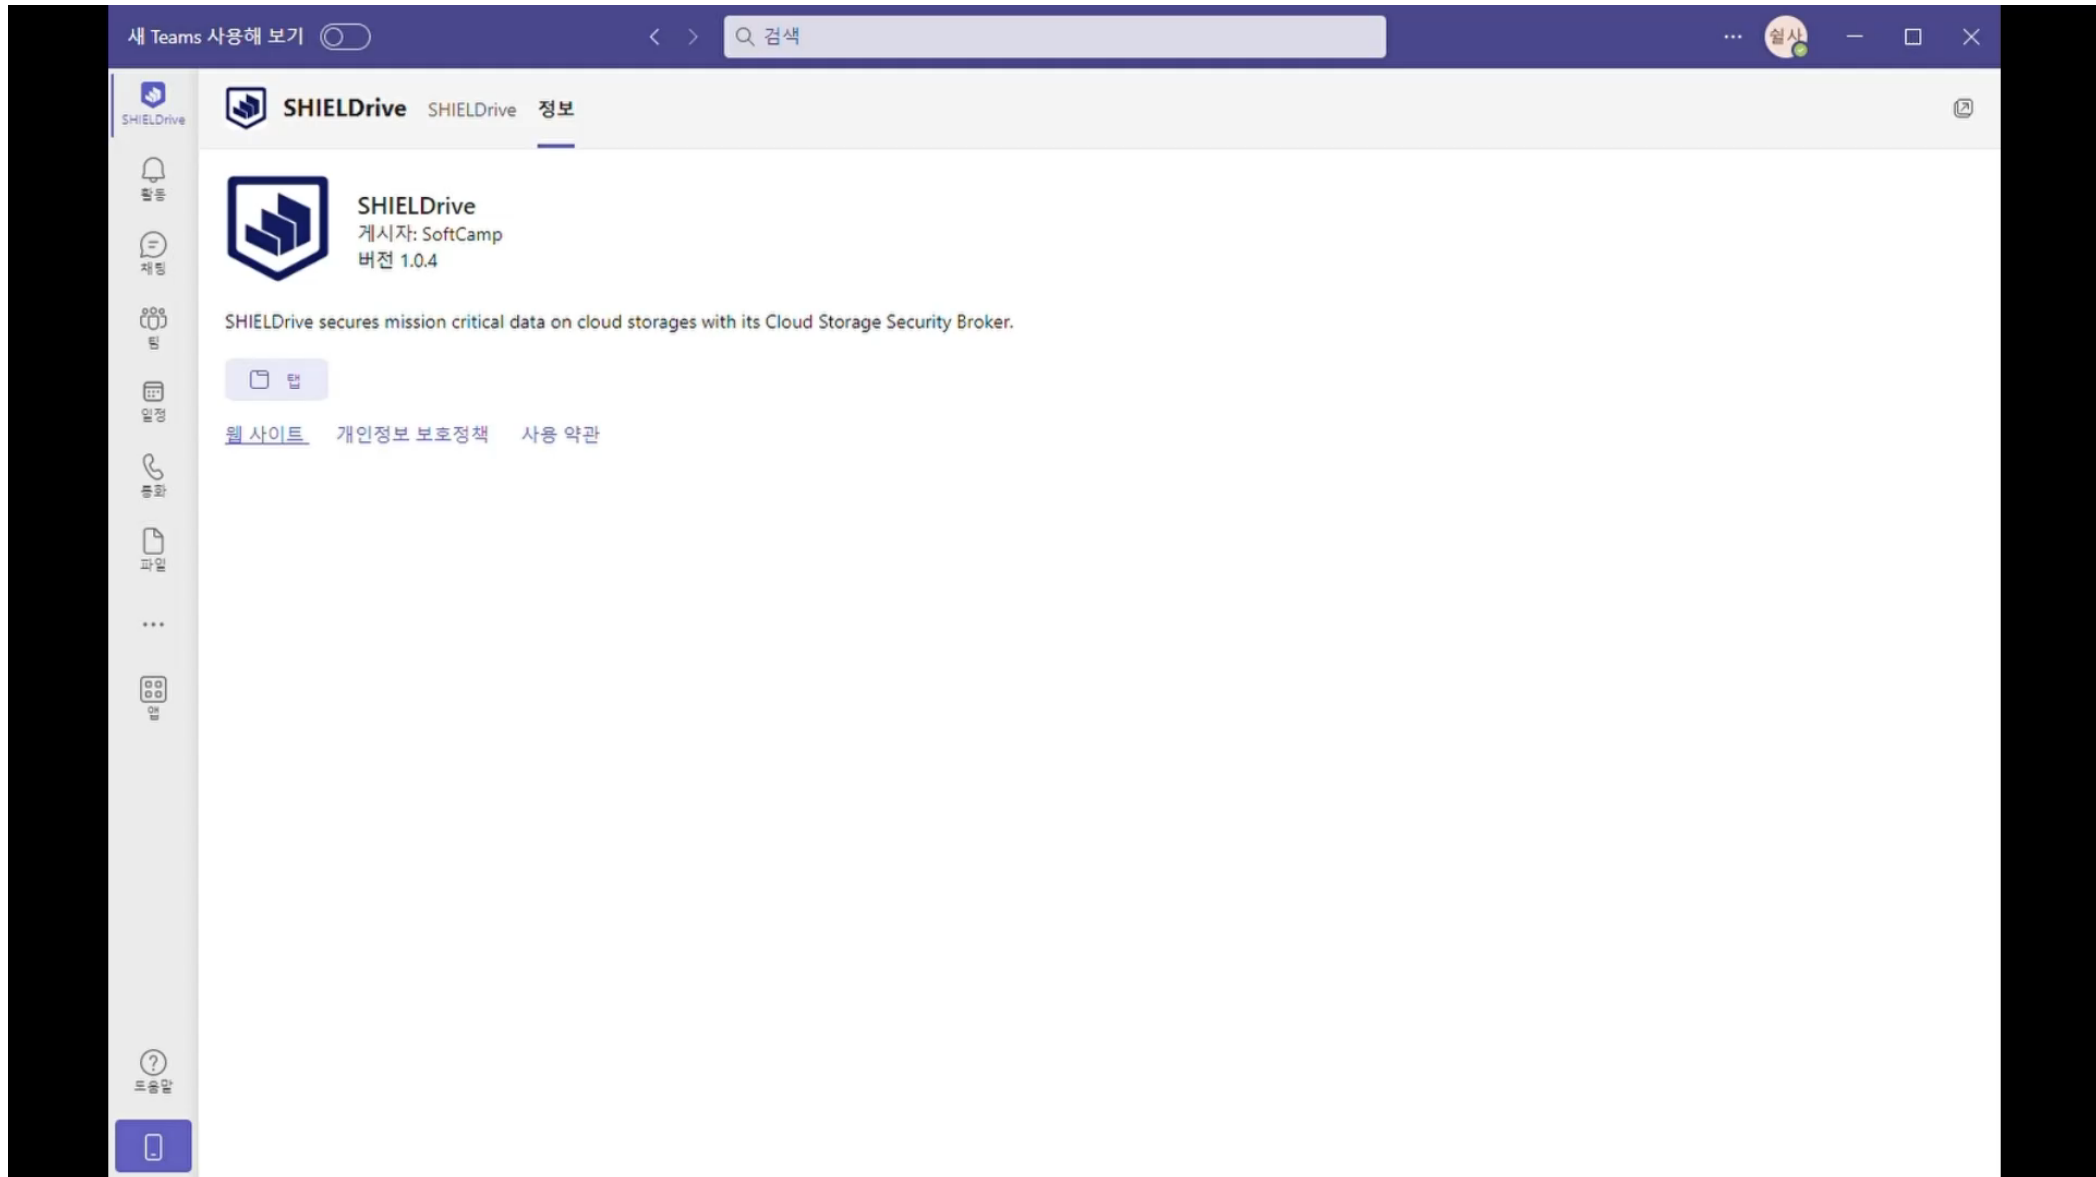 새 Teams 사용해 보기
검색
쉴사
SHIELDrive
SHIELDrive SHIELDrive 정보
활동
채팅
팀
일정
통화
파일
앱
도움말
SHIELDrive
게시자: SoftCamp
버전 1.0.4
SHIELDrive secures mission critical data on cloud storages with its Cloud Storage Security Broker.
탭
웹 사이트 개인정보 보호정책 사용 약관